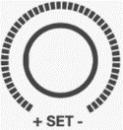 + SET -